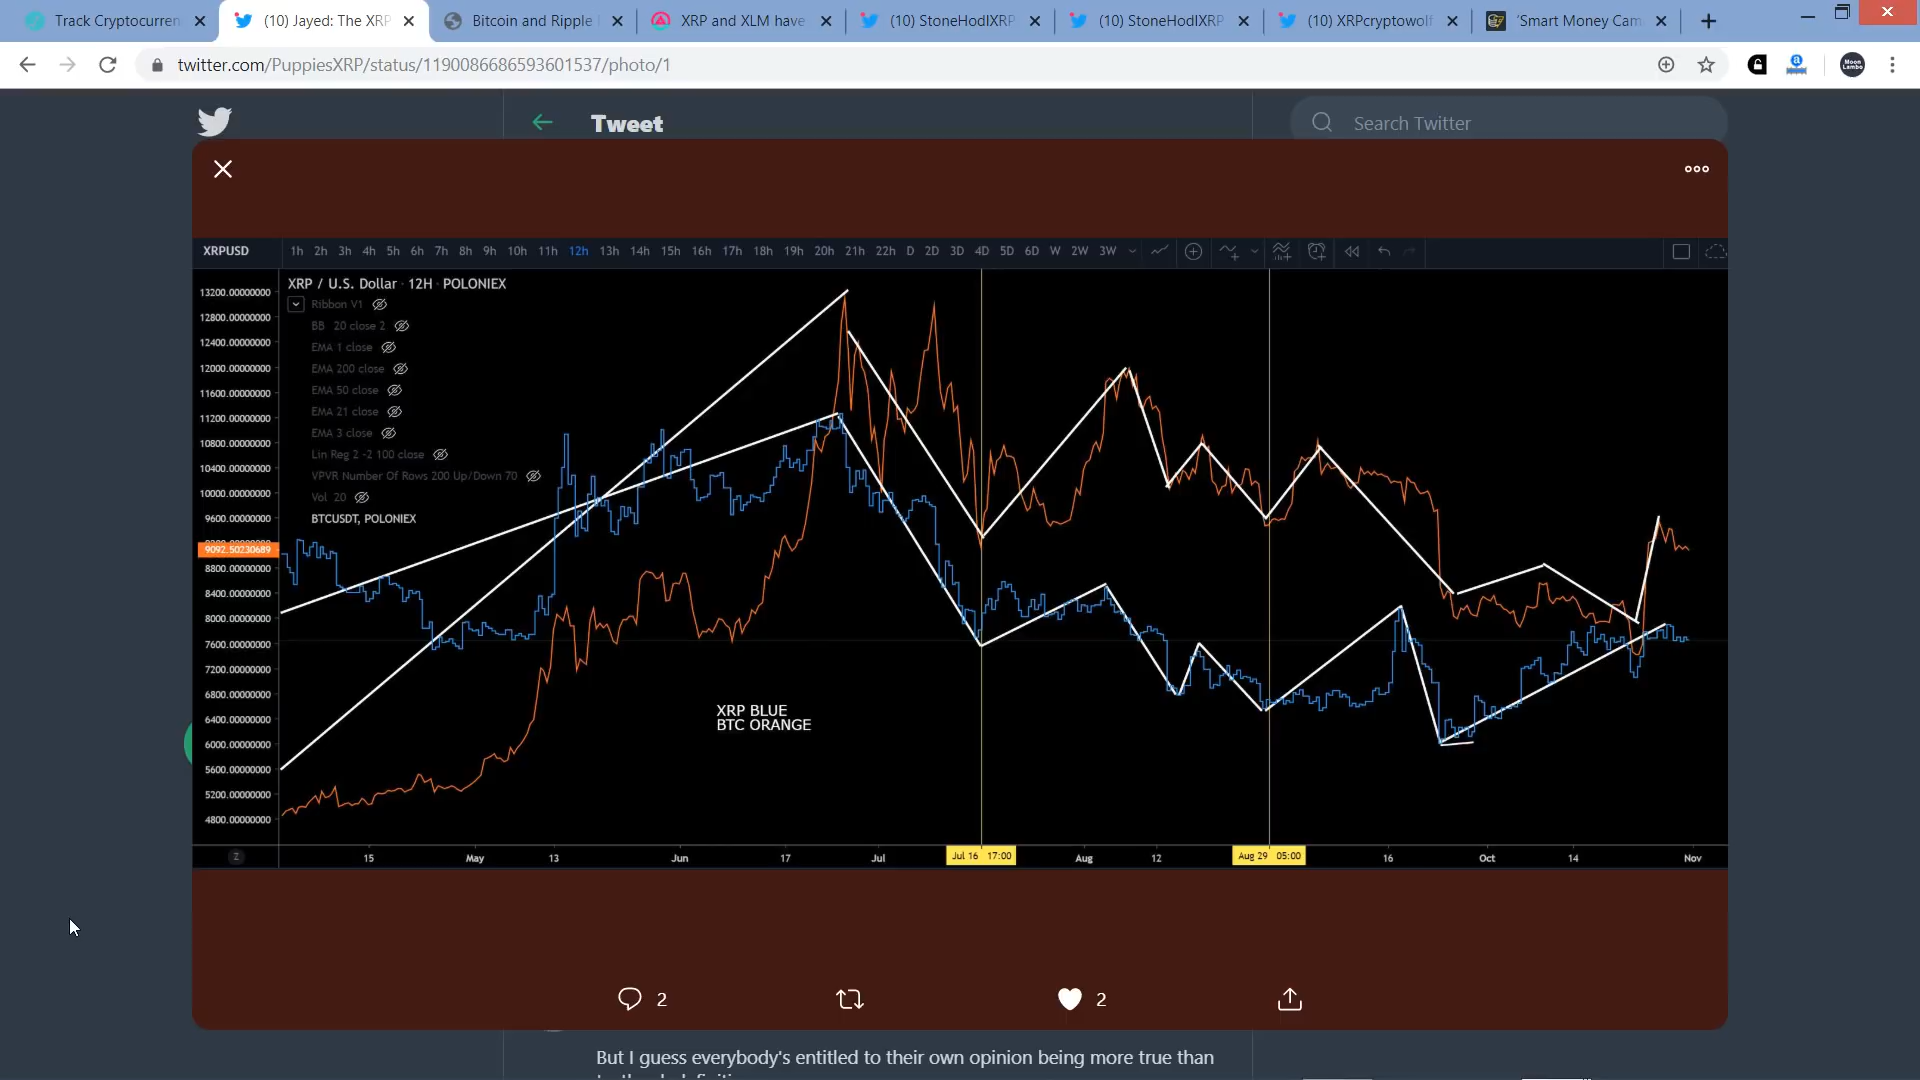 Track Cryptocurren
(10) Jayed: The XRP
Bitcoin and Ripple
XRP and XLM have
(10) StoneHodlXRP
(10) StoneHodlXRP
(10) XRPcryptowolf
'Smart Money Cam
twitter.com/PuppiesXRP/status/1190086686593601537/photo/1
Tweet
Search Twitter
XRPUSD 1h 2h 3h 4h 5h 6h 7h 8h 9h 10h 11h 12h 13h 14h 15h 16h 17h 18h 19h 20h 21h 22h D 2D 3D 4D 5D 6D W 2W 3W
XRP / U.S. Dollar · 12H · POLONIEX
Ribbon V1
BB 20 close 2
EMA 1 close
EMA 200 close
EMA 50 close
EMA 21 close
EMA 3 close
Lin Reg 2 -2 100 close
VPVR Number Of Rows 200 Up/Down 70
Vol 20
BTCUSDT, POLONIEX
13200.00000000
12800.00000000
12400.00000000
12000.00000000
11600.00000000
11200.00000000
10800.00000000
10400.00000000
10000.00000000
9600.00000000
9092.50230689
8800.00000000
8400.00000000
8000.00000000
7600.00000000
7200.00000000
6800.00000000
6400.00000000
6000.00000000
5600.00000000
5200.00000000
4800.00000000
XRP BLUE
BTC ORANGE
Z 15 May 13 Jun 17 Jul Jul 16 17:00 Aug 12 Aug 29 05:00 16 Oct 14 Nov
2
2
But I guess everybody's entitled to their own opinion being more true than